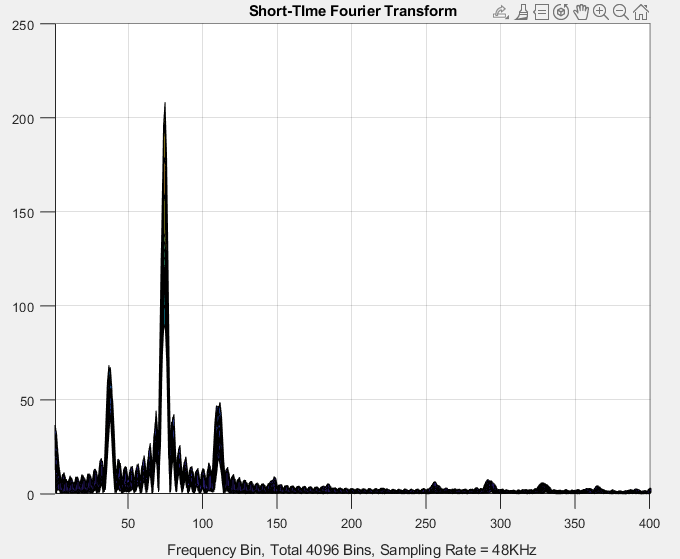 Short-TIme Fourier Transform
250
200
150
100
50
0
50 100 150 200 250 300 350 400
Frequency Bin, Total 4096 Bins, Sampling Rate = 48KHz